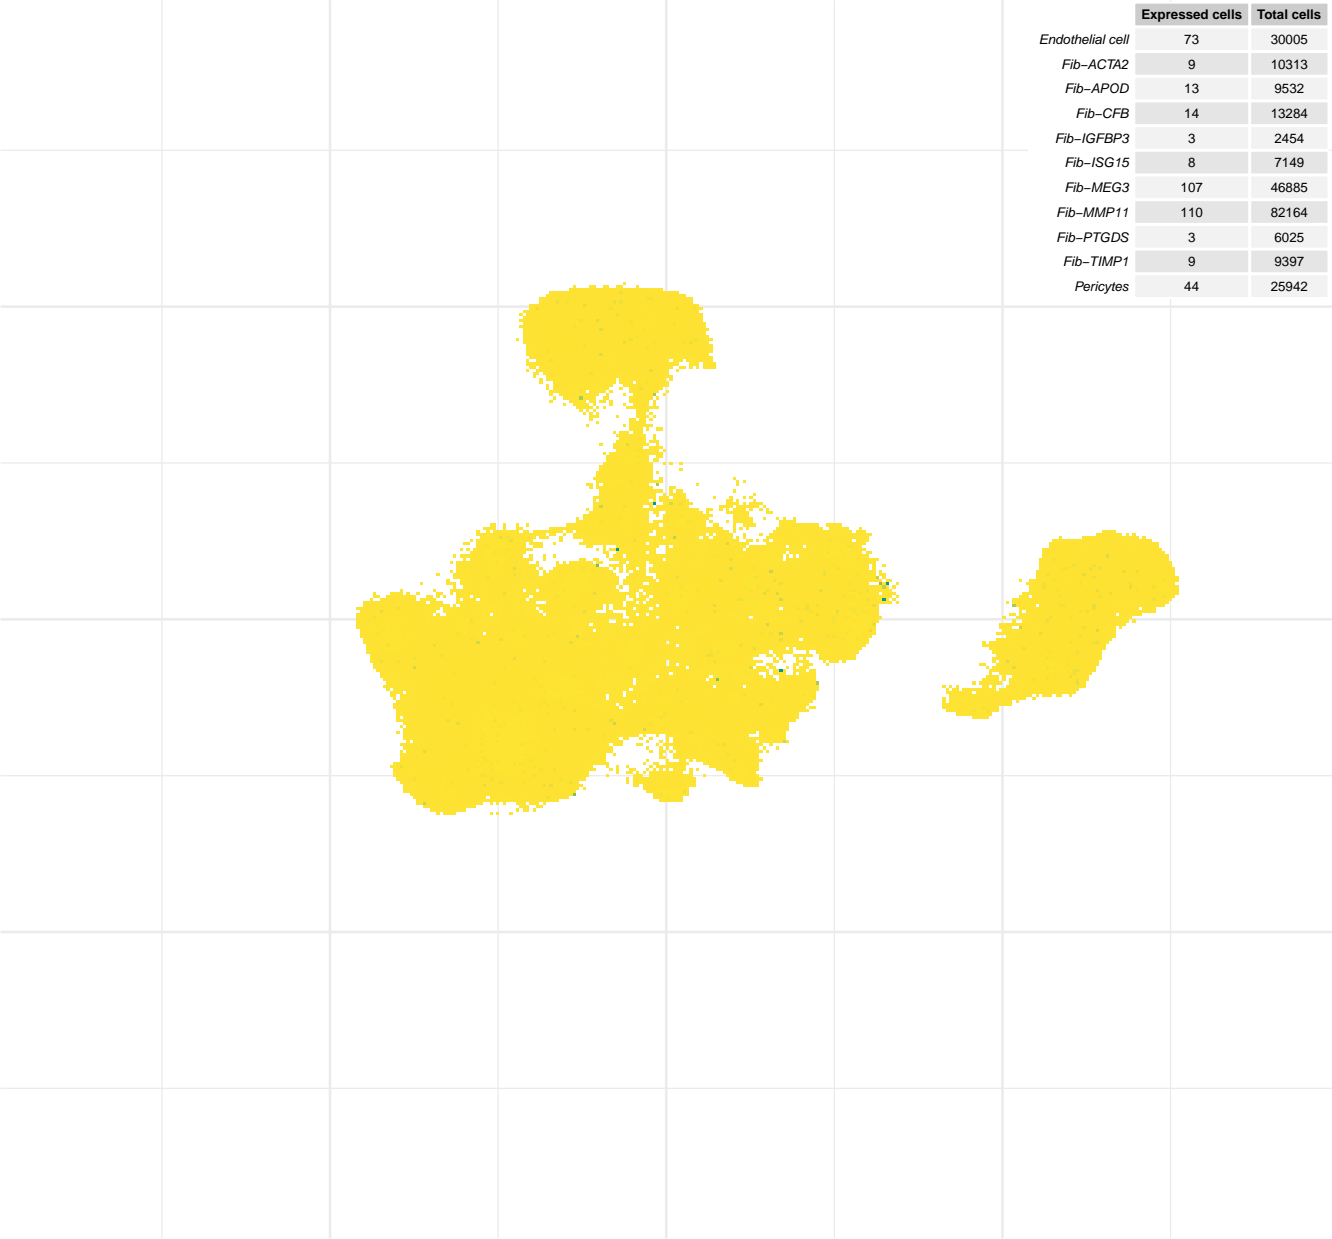 Expressed cells Total cells
Endothelial cell 73 30005
Fib−ACTA2 9 10313
Fib−APOD 13 9532
Fib−CFB 14 13284
Fib−IGFBP3 3 2454
Fib−ISG15 8 7149
Fib−MEG3 107 46885
Fib−MMP11 110 82164
Fib−PTGDS 3 6025
Fib−TIMP1 9 9397
Pericytes 44 25942